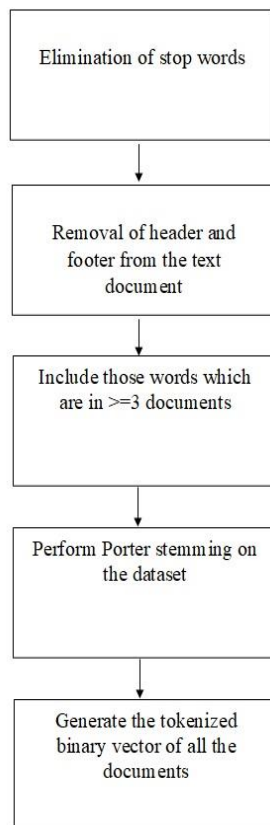 Elimination of stop words
Removal of header and
footer from the text
document
Include those words which
are in >=3 documents
Perform Porter stemming on
the dataset
Generate the tokenized
binary vector of all the
documents